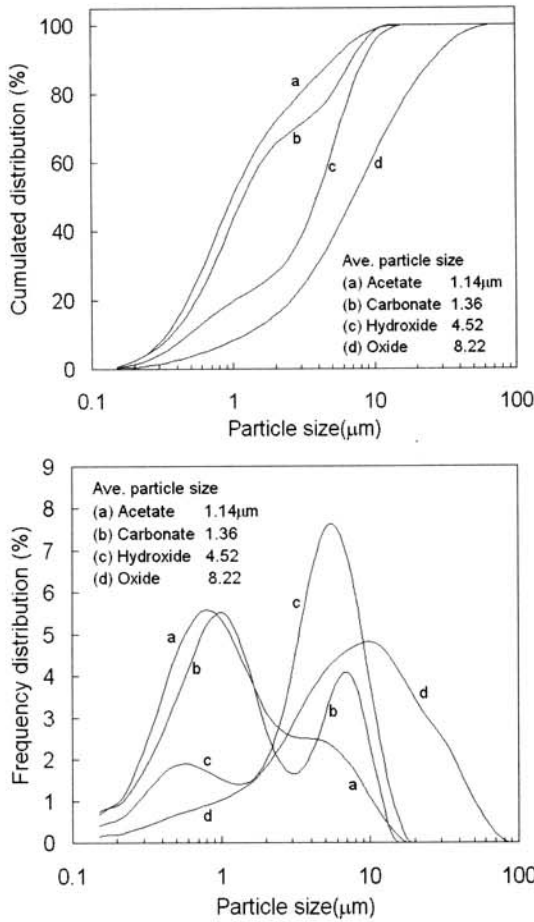 100
80
60
40
20
0
Cumulated distribution (%)
a
b
c
d
Ave. particle size
(a) Acetate 1.14μm
(b) Carbonate 1.36
(c) Hydroxide 4.52
(d) Oxide 8.22
0.1 1 10 100
Particle size(μm)
9
8
7
6
5
4
3
2
1
0
Frequency distribution (%)
Ave. particle size
(a) Acetate 1.14μm
(b) Carbonate 1.36
(c) Hydroxide 4.52
(d) Oxide 8.22
c
a
b
d
b
c
a
d
0.1 1 10 100
Particle size(μm)